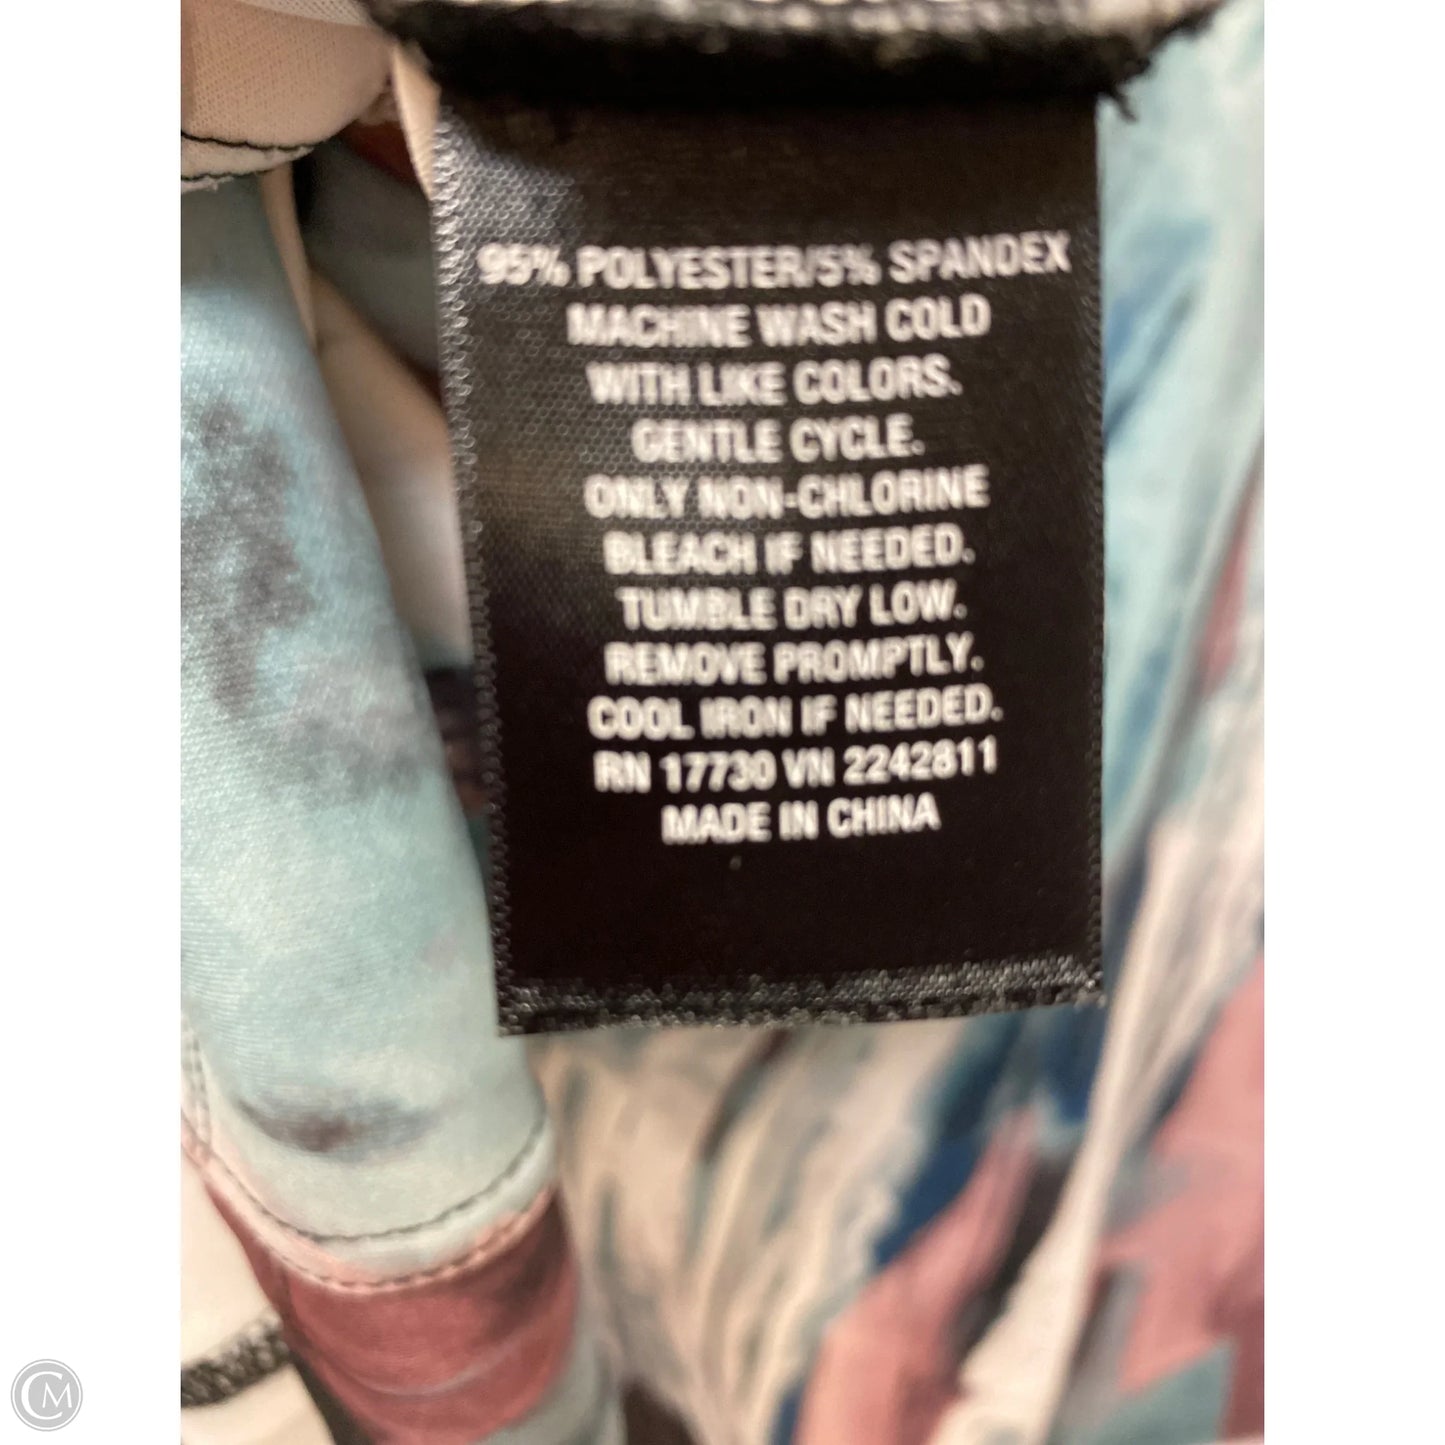 95% POLYESTER/5% SPANDEX
MACHINE WASH COLD
WITH LIKE COLORS.
GENTLE CYCLE.
ONLY NON-CHLORINE
BLEACH IF NEEDED.
TUMBLE DRY LOW.
REMOVE PROMPTLY.
COOL IRON IF NEEDED.
RN 17730 VN 2242811
MADE IN CHINA
CM